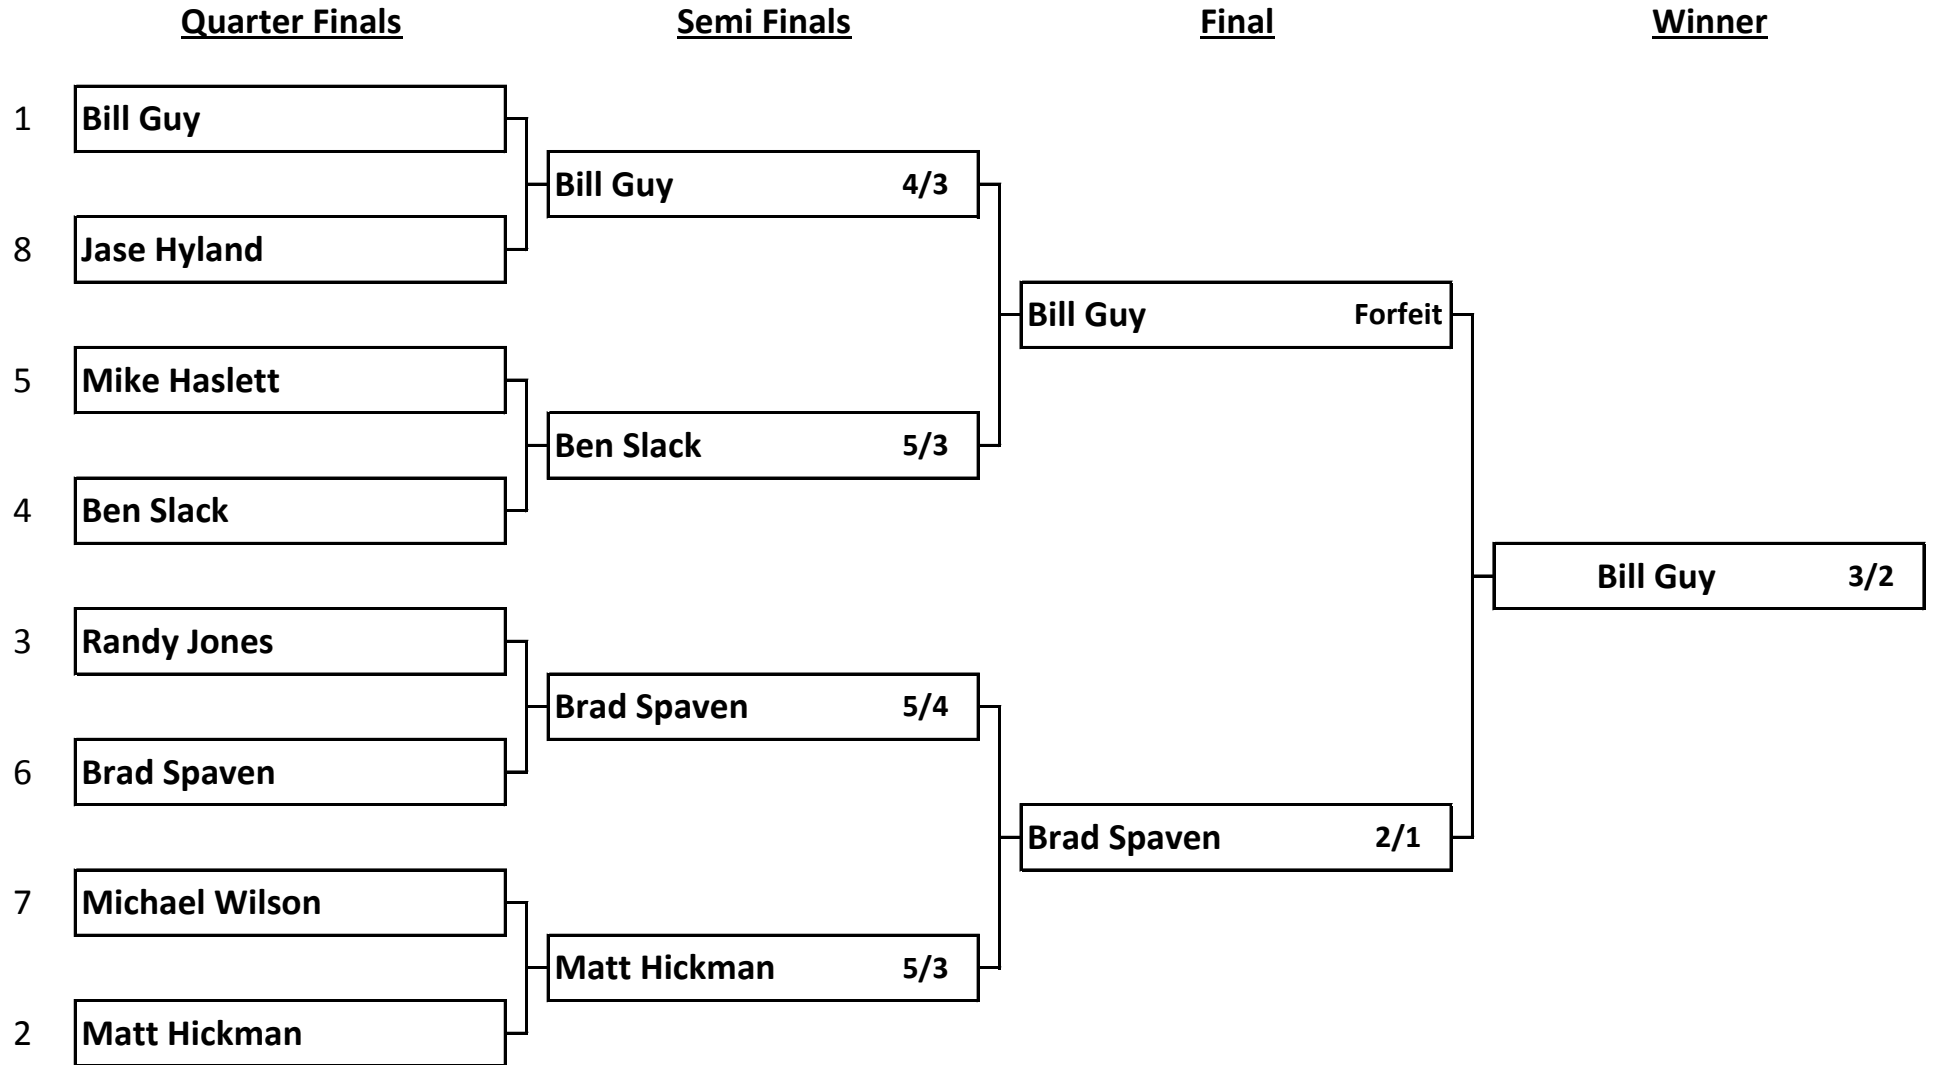 Quarter Finals Semi Finals Final Winner
1 Bill Guy
Bill Guy 4/3
8 Jase Hyland
Bill Guy Forfeit
5 Mike Haslett
Ben Slack 5/3
4 Ben Slack
Bill Guy 3/2
3 Randy Jones
Brad Spaven 5/4
6 Brad Spaven
Brad Spaven 2/1
7 Michael Wilson
Matt Hickman 5/3
2 Matt Hickman